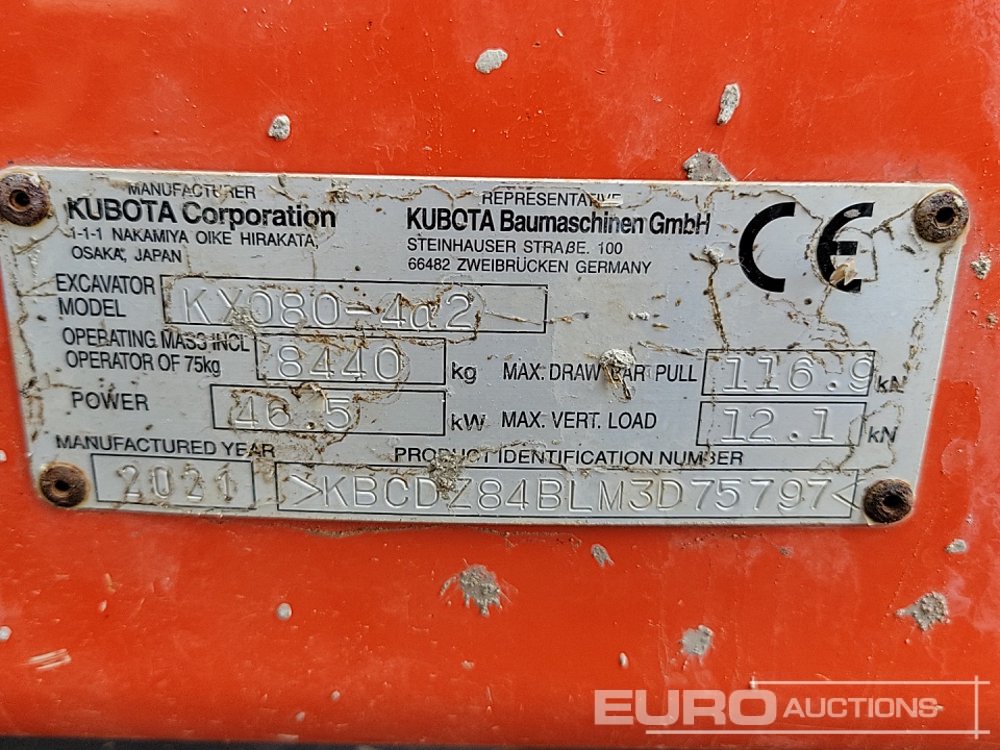 MANUFACTURER
KUBOTA Corporation
1-1-1 NAKAMIYA OIKE HIRAKATA,
OSAKA, JAPAN
REPRESENTATIVE
KUBOTA Baumaschinen GmbH
STEINHAUSER STRAßE. 100
66482 ZWEIBRÜCKEN GERMANY
CE
EXCAVATOR MODEL KX080-4α2
OPERATING MASS INCL
OPERATOR OF 75kg 8440 kg
MAX. DRAW BAR PULL 116.9 kN
POWER 46.5 kW
MAX. VERT. LOAD 12.1 kN
MANUFACTURED YEAR
2021
PRODUCT IDENTIFICATION NUMBER
>KBCDZ84BLM3D75797<
EURO AUCTIONS